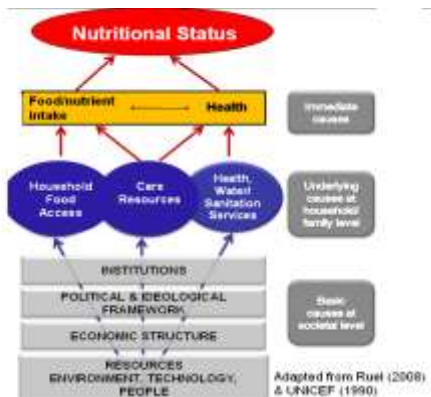 Nutritional Status
Food/nutrient
intake
Health
Immediate
causes
Household
Food
Access
Care
Resources
Health,
Water/
Sanitation
Services
Underlying
causes at
household/
family level
INSTITUTIONS
POLITICAL & IDEOLOGICAL
FRAMEWORK
ECONOMIC STRUCTURE
Basic
causes at
societal level
RESOURCES
ENVIRONMENT, TECHNOLOGY,
PEOPLE
Adapted from Ruel (2008)
& UNICEF (1990)